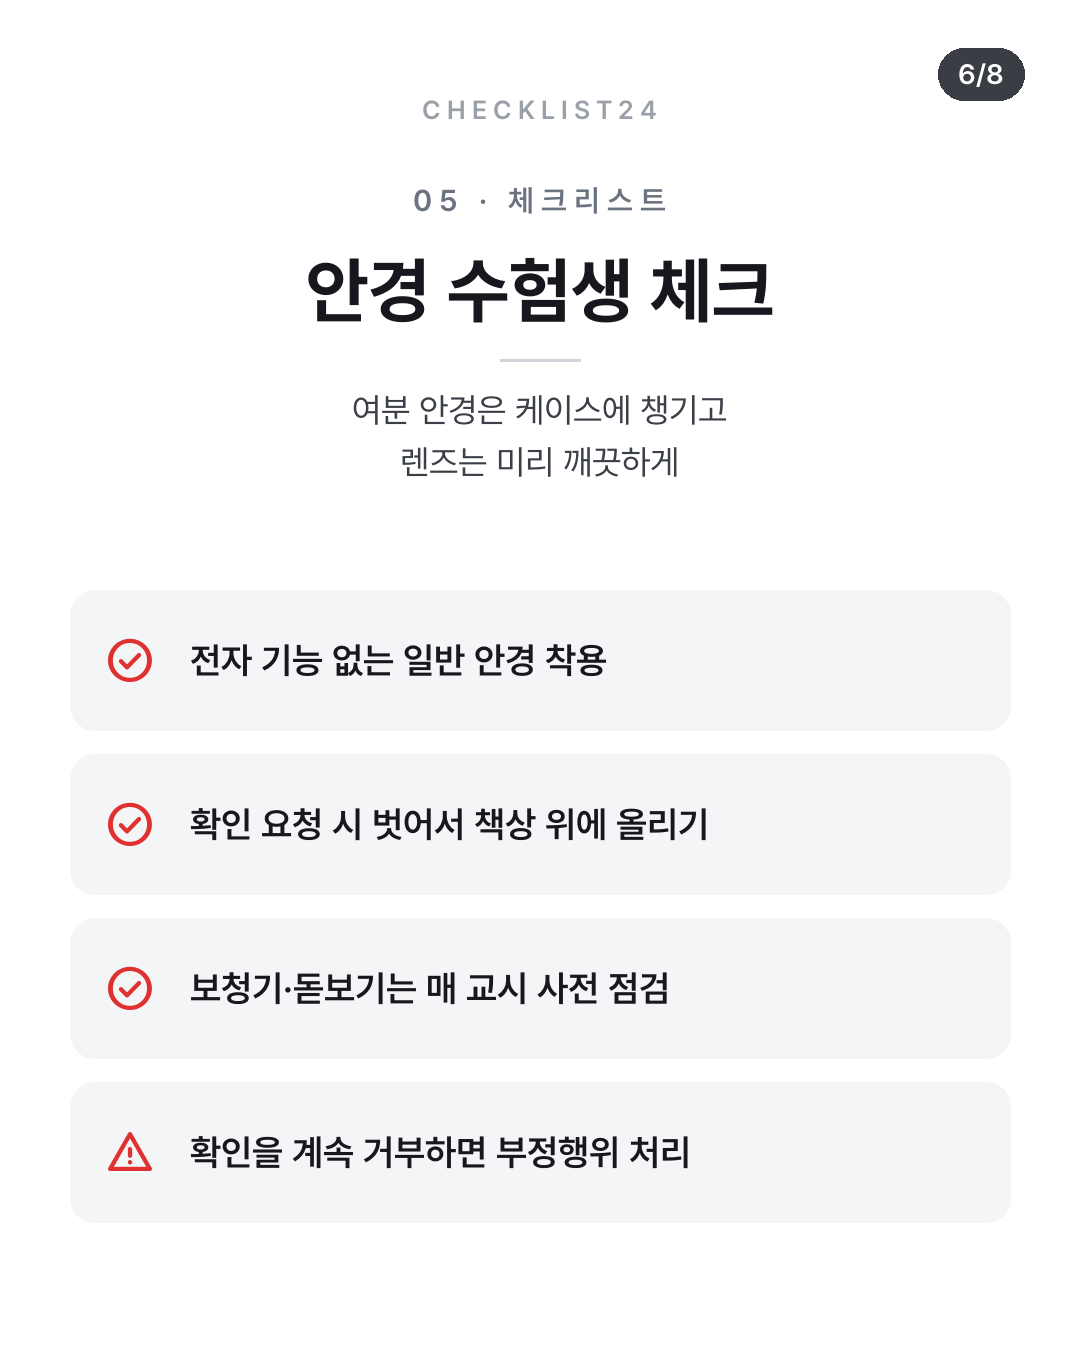 6/8
CHECKLIST24
05 · 체크리스트
안경 수험생 체크
여분 안경은 케이스에 챙기고
렌즈는 미리 깨끗하게
전자 기능 없는 일반 안경 착용
확인 요청 시 벗어서 책상 위에 올리기
보청기·돋보기는 매 교시 사전 점검
확인을 계속 거부하면 부정행위 처리